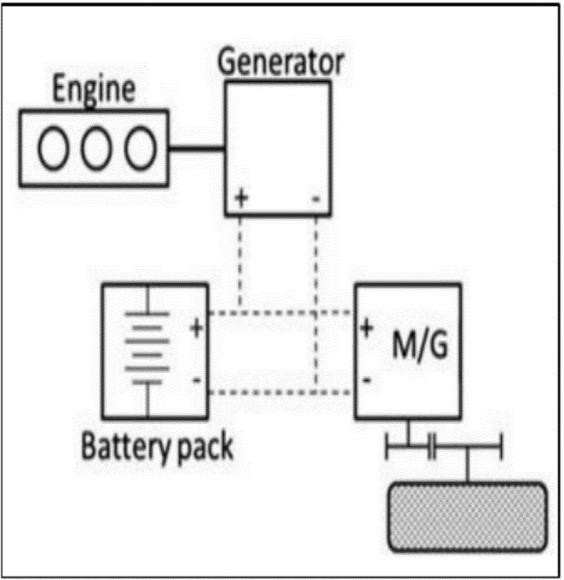 Generator
Engine
+ -
+
-
Battery pack
+
-
M/G